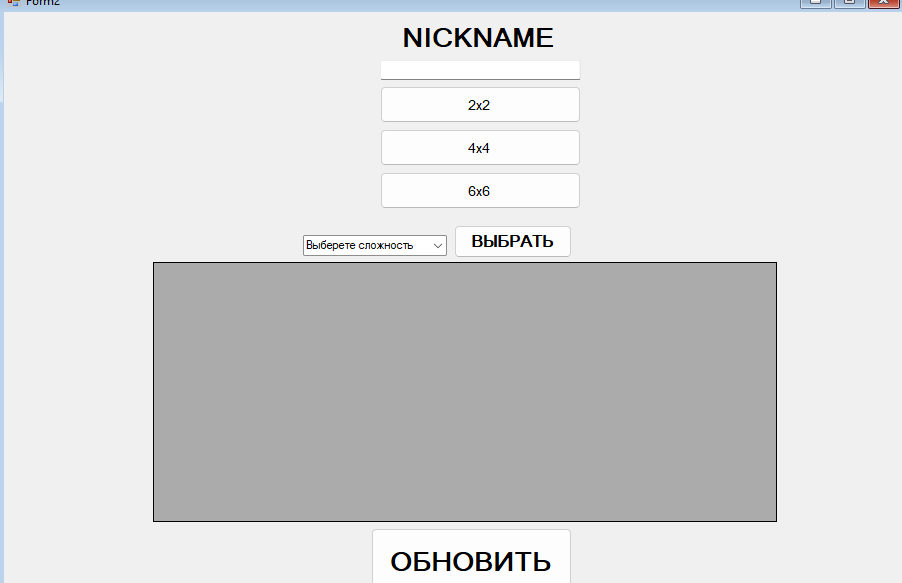 Form2
NICKNAME
2x2
4x4
6x6
Выберете сложность
ВЫБРАТЬ
ОБНОВИТЬ